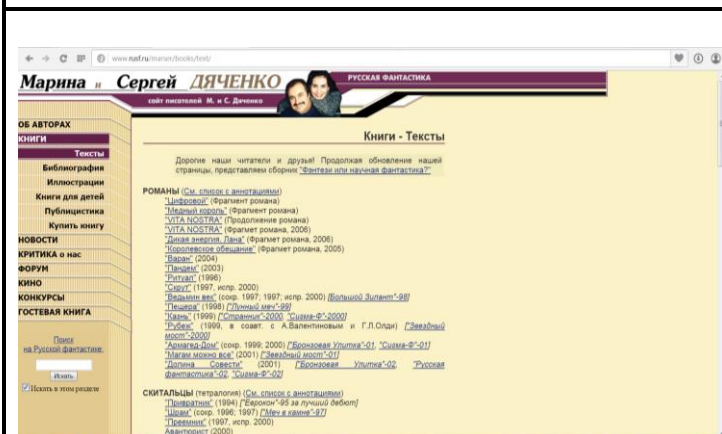 www.rusf.ru/marser/books/text/
Марина и Сергей ДЯЧЕНКО
РУССКАЯ ФАНТАСТИКА
сайт писателей М. и С. Дяченко
ОБ АВТОРАХ
КНИГИ
Тексты
Библиография
Иллюстрации
Книги для детей
Публицистика
Купить книгу
НОВОСТИ
КРИТИКА о нас
ФОРУМ
КИНО
КОНКУРСЫ
ГОСТЕВАЯ КНИГА
Поиск
на Русской фантастике.
Искать
Искать в этом разделе
Книги - Тексты
Дорогие наши читатели и друзья! Продолжая обновление нашей
страницы, представляем сборник "Фэнтези или научная фантастика?"
РОМАНЫ (См. список с аннотациями)
"Цифровой" (Фрагмент романа)
"Медный король" (Фрагмент романа)
"VITA NOSTRA" (Продолжение романа)
"VITA NOSTRA" (Фрагмет романа, 2006)
"Дикая энергия. Лана" (Фрагмет романа, 2006)
"Королевское обещание" (Фрагмент романа, 2005)
"Варан" (2004)
"Пандем" (2003)
"Ритуал" (1996)
"Скрут" (1997, испр. 2000)
"Ведьмин век" (сокр. 1997; 1997; испр. 2000) [Большой Зилант"-98]
"Пещера" (1998) ["Лунный меч"-99]
"Казнь" (1999) ["Странник"-2000, "Сигма-Ф"-2000]
"Рубеж" (1999, в соавт. с А.Валентиновым и Г.Л.Олди) ["Звездный
мост"-2000]
"Армагед-Дом" (сокр. 1999; 2000) ["Бронзовая Улитка"-01, "Сигма-Ф"-01]
"Магам можно все" (2001) ["Звездный мост"-01]
"Долина Совести" (2001) ["Бронзовая Улитка"-02, "Русская
фантастика"-02, "Сигма-Ф"-02]
СКИТАЛЬЦЫ (тетралогия) (См. список с аннотациями)
"Привратник" (1994) ["Еврокон"-95 за лучший дебют]
"Шрам" (сокр. 1996; 1997) ["Меч в камне"-97]
"Преемник" (1997, испр. 2000)
Авантюрист (2000)